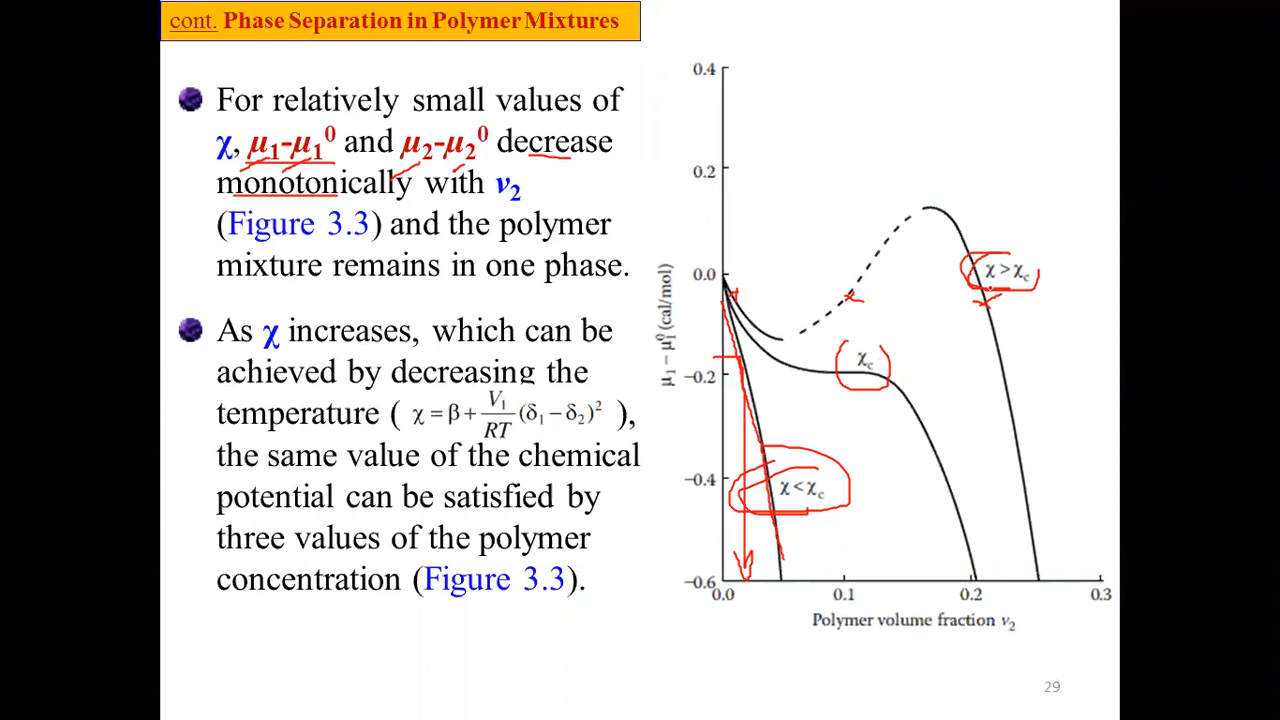 cont. Phase Separation in Polymer Mixtures
For relatively small values of
χ, μ₁-μ₁⁰ and μ₂-μ₂⁰ decrease
monotonically with v₂
(Figure 3.3) and the polymer
mixture remains in one phase.
As χ increases, which can be
achieved by decreasing the
temperature ( χ = β + V₁/RT (δ₁ – δ₂)² ),
the same value of the chemical
potential can be satisfied by
three values of the polymer
concentration (Figure 3.3).
0.4
0.2
0.0
−0.2
−0.4
−0.6
μ₁ – μ₁⁰ (cal/mol)
χ > χc
χc
χ < χc
0.0 0.1 0.2 0.3
Polymer volume fraction v₂
29